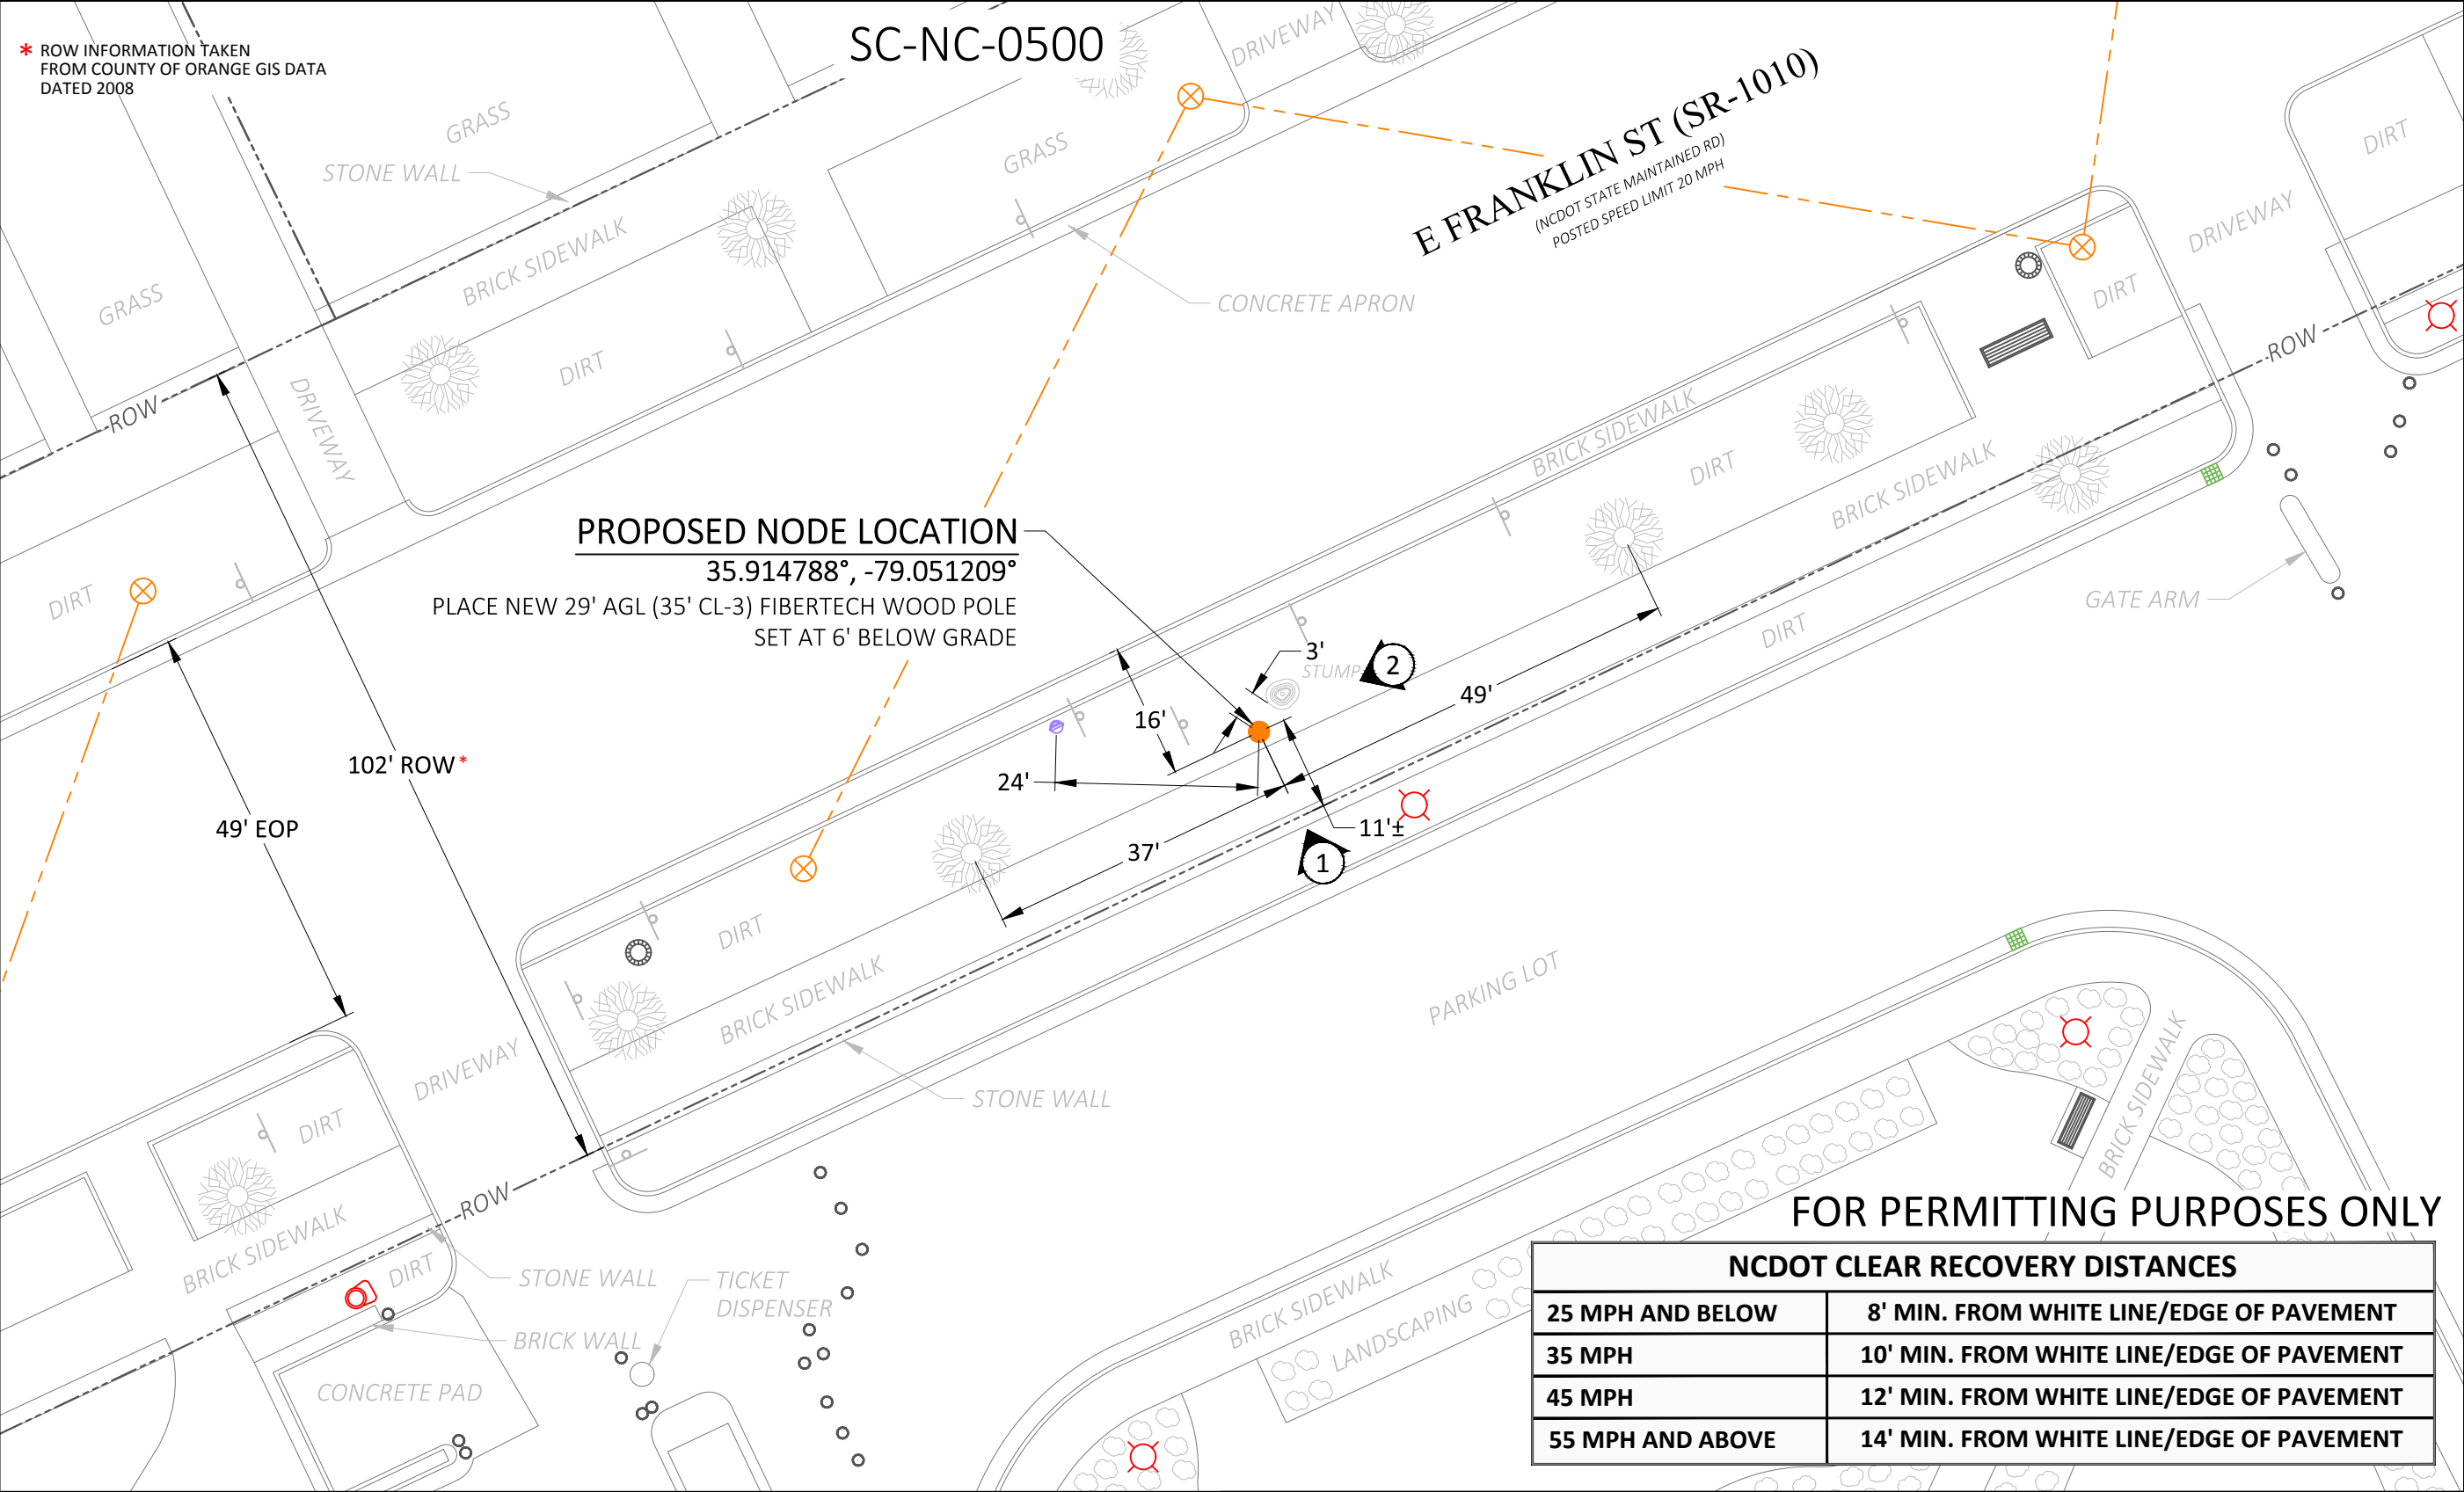 SC-NC-0500
* ROW INFORMATION TAKEN
FROM COUNTY OF ORANGE GIS DATA
DATED 2008
DRIVEWAY
GRASS
STONE WALL
GRASS
E FRANKLIN ST (SR-1010)
(NCDOT STATE MAINTAINED RD)
POSTED SPEED LIMIT 20 MPH
DIRT
DRIVEWAY
BRICK SIDEWALK
GRASS
CONCRETE APRON
DIRT
ROW
DIRT
ROW
DRIVEWAY
BRICK SIDEWALK
DIRT
BRICK SIDEWALK
PROPOSED NODE LOCATION
35.914788°, -79.051209°
PLACE NEW 29' AGL (35' CL-3) FIBERTECH WOOD POLE
SET AT 6' BELOW GRADE
DIRT
GATE ARM
DIRT
3'
STUMP
2
49'
16'
24'
102' ROW*
49' EOP
11'±
37'
1
DIRT
BRICK SIDEWALK
PARKING LOT
DRIVEWAY
STONE WALL
DIRT
BRICK SIDEWALK
ROW
BRICK SIDEWALK
DIRT
STONE WALL
TICKET
DISPENSER
BRICK WALL
CONCRETE PAD
BRICK SIDEWALK
LANDSCAPING
FOR PERMITTING PURPOSES ONLY
NCDOT CLEAR RECOVERY DISTANCES
25 MPH AND BELOW 8' MIN. FROM WHITE LINE/EDGE OF PAVEMENT
35 MPH 10' MIN. FROM WHITE LINE/EDGE OF PAVEMENT
45 MPH 12' MIN. FROM WHITE LINE/EDGE OF PAVEMENT
55 MPH AND ABOVE 14' MIN. FROM WHITE LINE/EDGE OF PAVEMENT